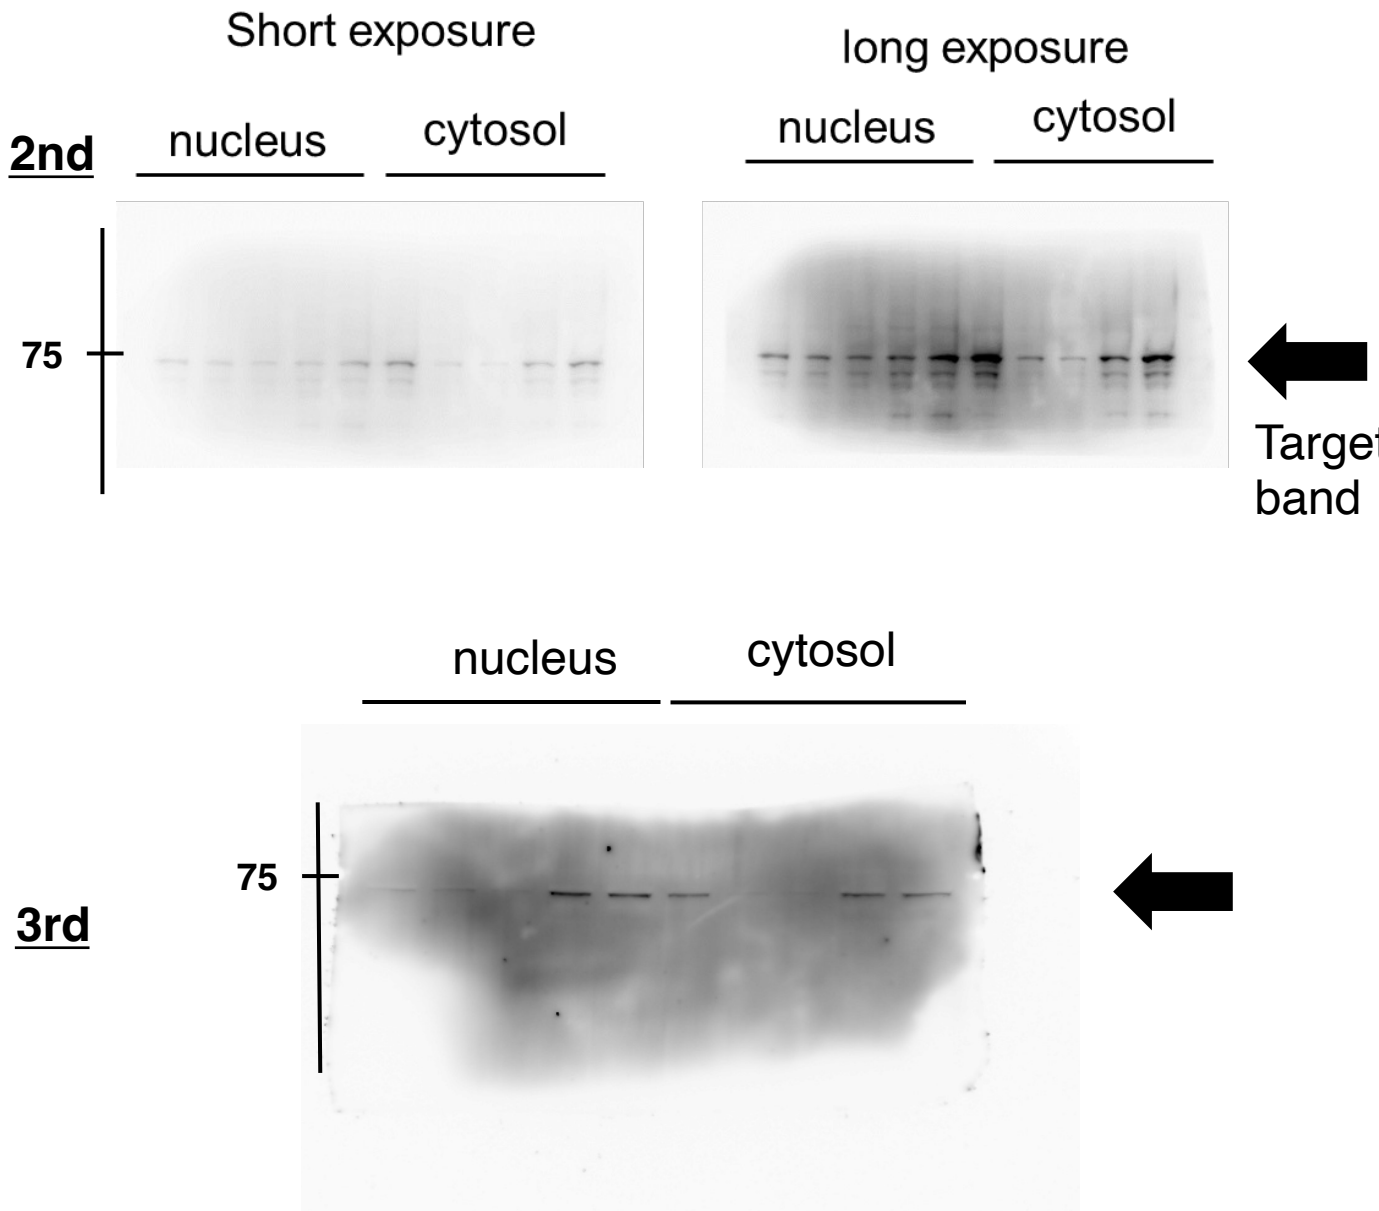 Short exposure
long exposure
nucleus
cytosol
nucleus
cytosol
2nd
75
Target
band
nucleus
cytosol
75
3rd